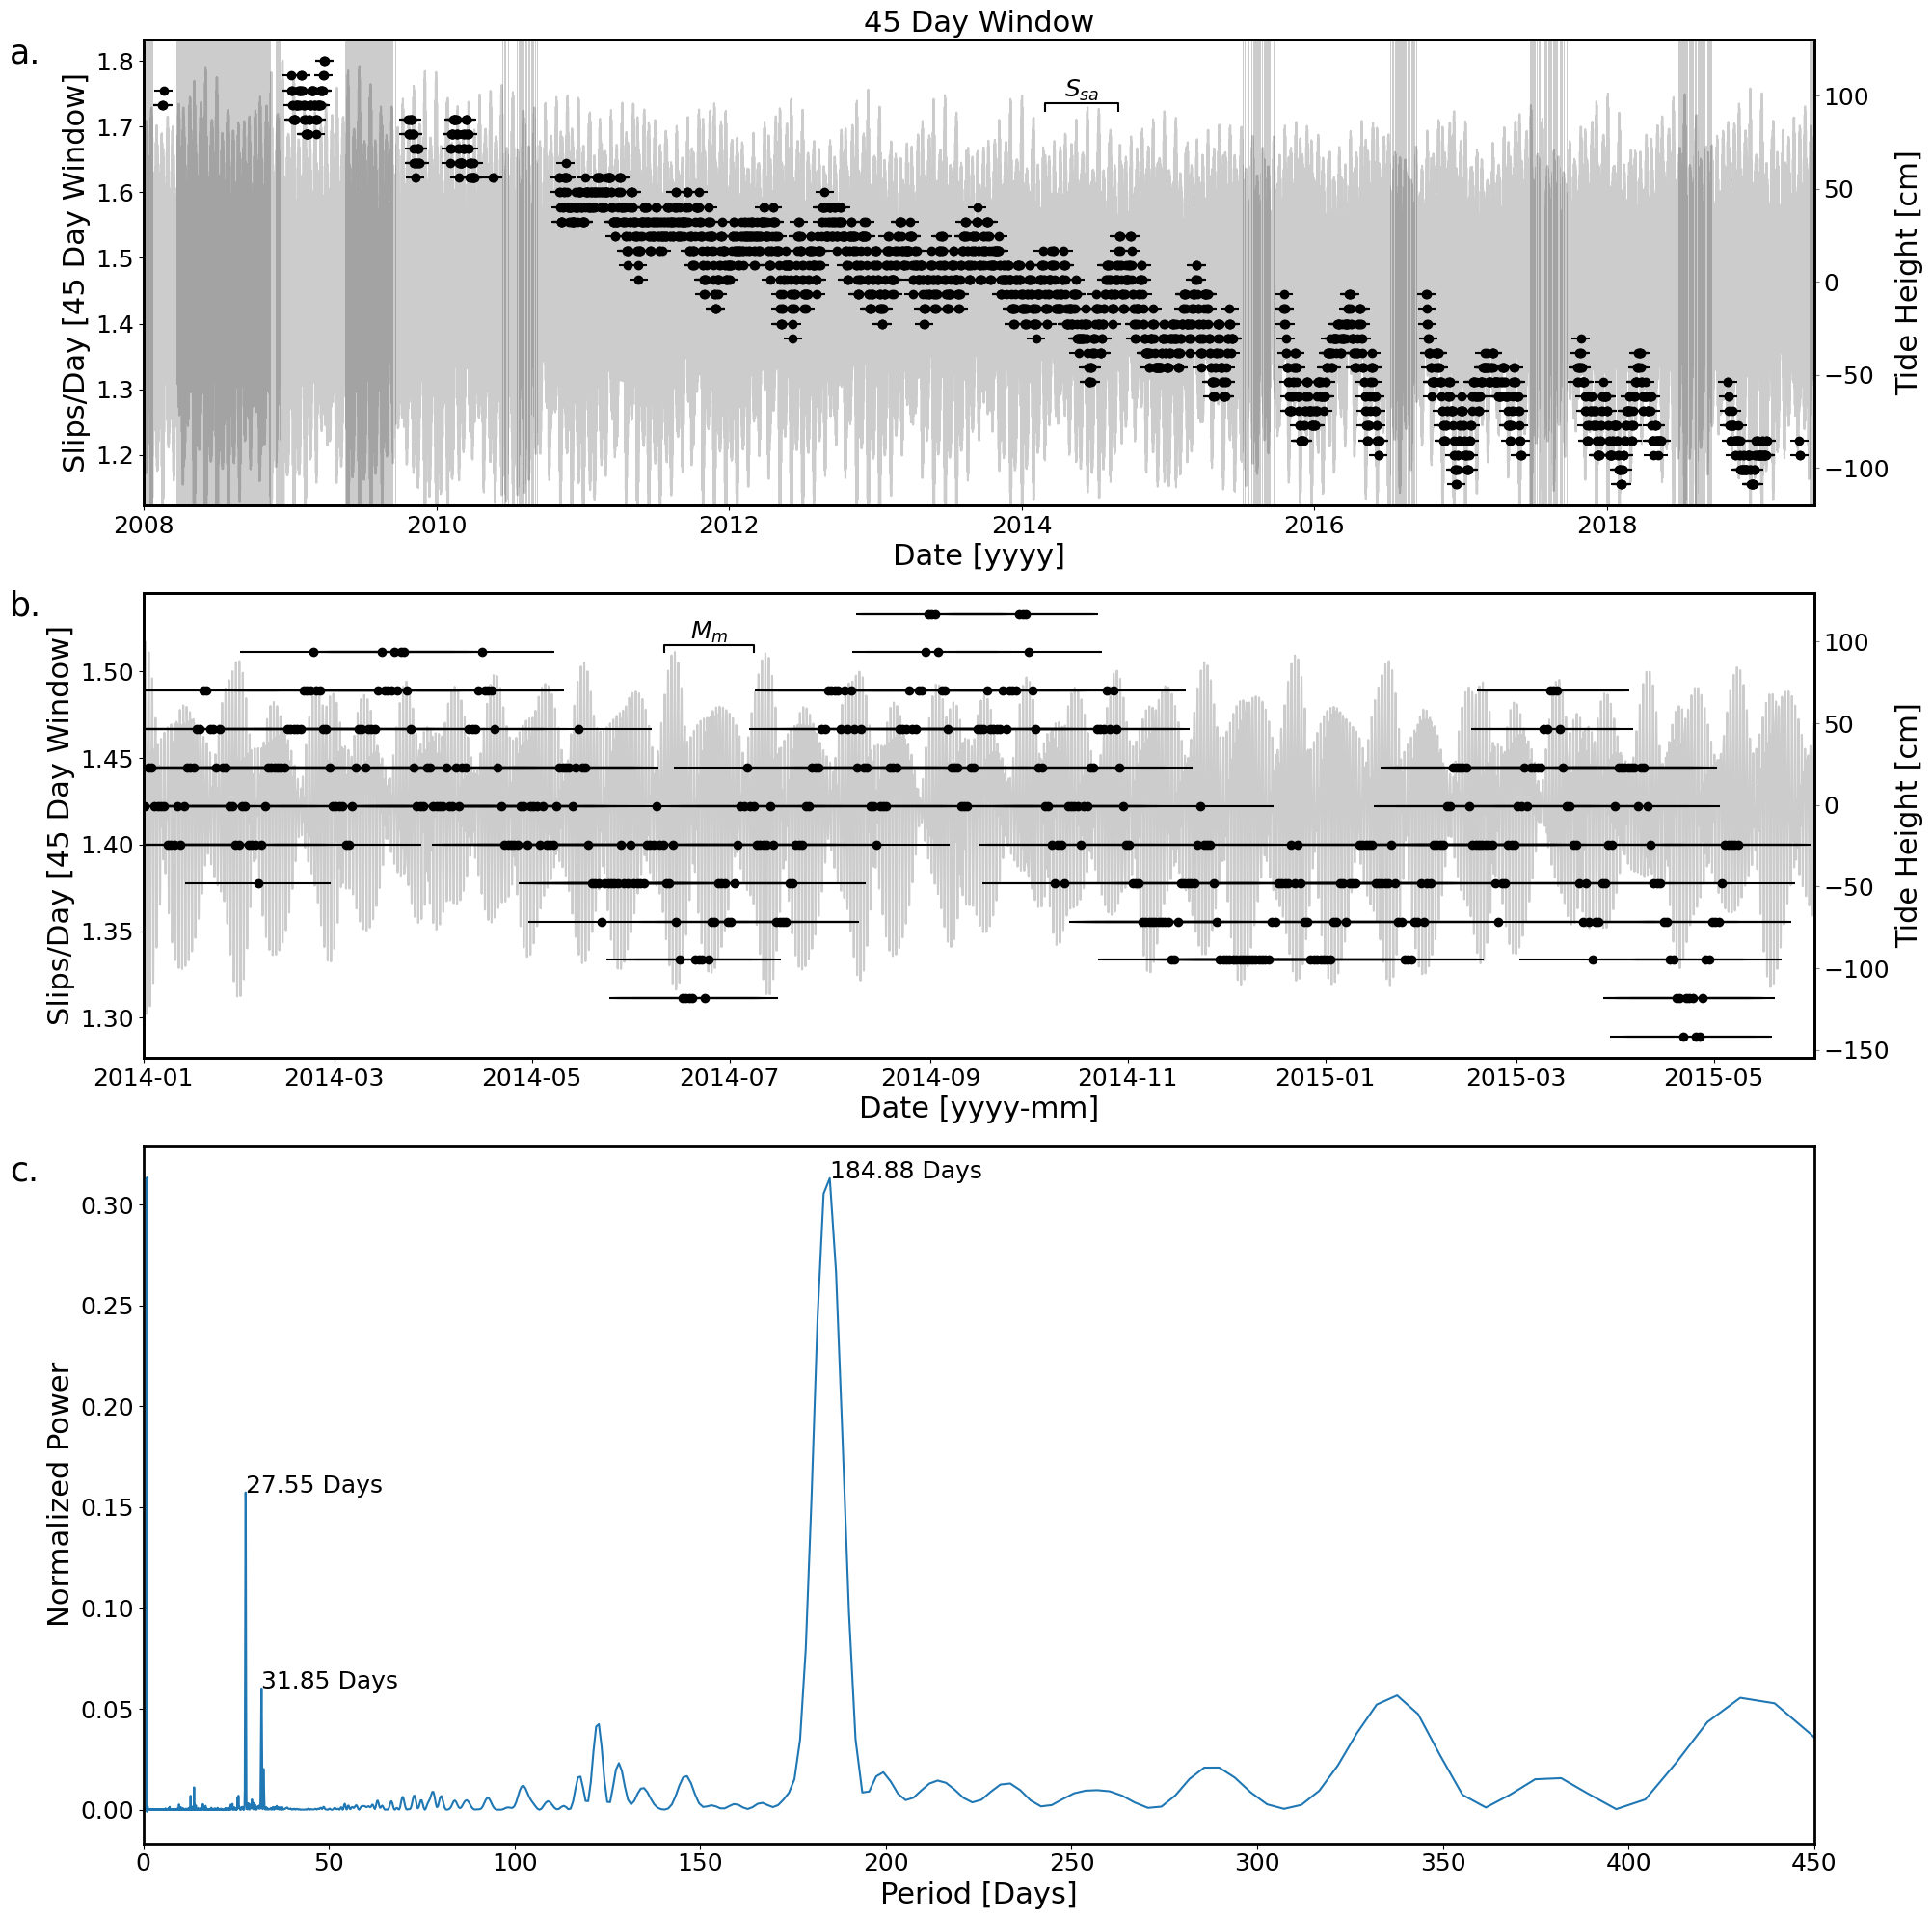 45 Day Window
a.
Slips/Day [45 Day Window]
1.8
1.7
1.6
1.5
1.4
1.3
1.2
S_sa
100
50
0
−50
−100
Tide Height [cm]
2008 2010 2012 2014 2016 2018
Date [yyyy]
b.
Slips/Day [45 Day Window]
1.50
1.45
1.40
1.35
1.30
M_m
100
50
0
−50
−100
−150
Tide Height [cm]
2014-01 2014-03 2014-05 2014-07 2014-09 2014-11 2015-01 2015-03 2015-05
Date [yyyy-mm]
c.
Normalized Power
0.30
0.25
0.20
0.15
0.10
0.05
0.00
184.88 Days
27.55 Days
31.85 Days
0 50 100 150 200 250 300 350 400 450
Period [Days]